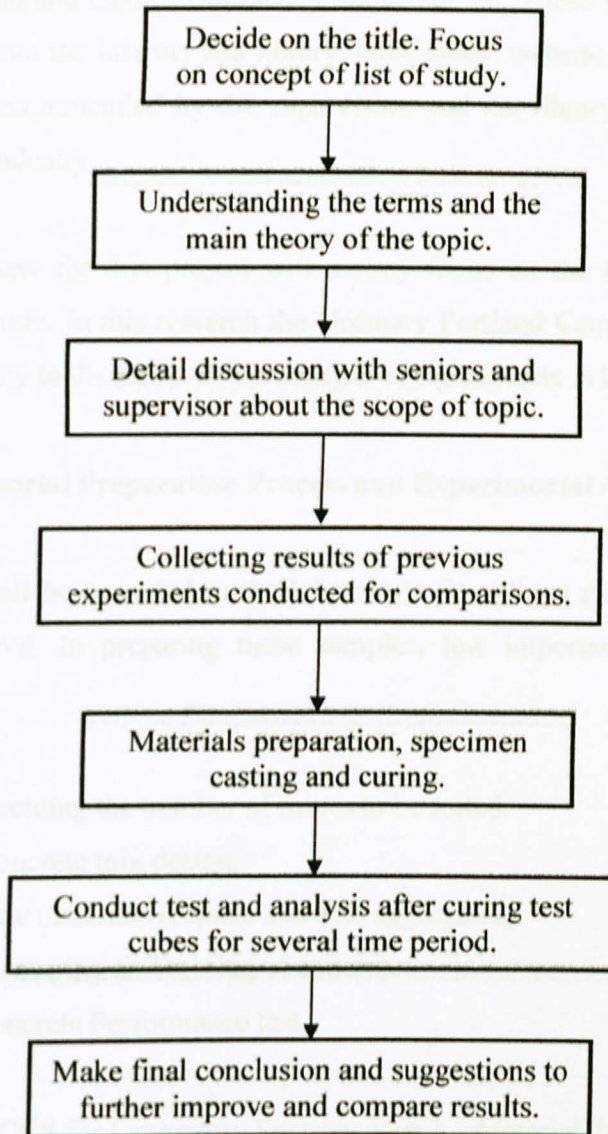 Decide on the title. Focus
on concept of list of study.
Understanding the terms and the
main theory of the topic.
Detail discussion with seniors and
supervisor about the scope of topic.
Collecting results of previous
experiments conducted for comparisons.
Materials preparation, specimen
casting and curing.
Conduct test and analysis after curing test
cubes for several time period.
Make final conclusion and suggestions to
further improve and compare results.